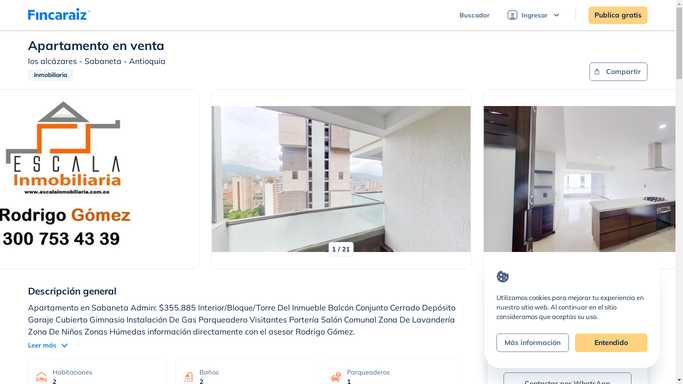 Fincaraíz
Buscador
Ingresar
Publica gratis
Apartamento en venta
los alcázares - Sabaneta - Antioquia
Inmobiliaria
Compartir
ESCALA
Inmobiliaria
www.escalainmobiliaria.com.co
Rodrigo Gómez
300 753 43 39
1 / 21
Descripción general
Apartamento en Sabaneta Admin: $355.885 Interior/Bloque/Torre Del Inmueble Balcón Conjunto Cerrado Depósito
Garaje Cubierto Gimnasio Instalación De Gas Parqueadero Visitantes Portería Salón Comunal Zona De Lavandería
Zona De Niños Zonas Húmedas información directamente con el asesor Rodrigo Gómez.
Leer más
Habitaciones
2
Baños
2
Parqueaderos
1
Utilizamos cookies para mejorar tu experiencia en
nuestro sitio web. Al continuar en el sitio
consideramos que aceptas su uso.
Más información
Entendido
Contactar por WhatsApp